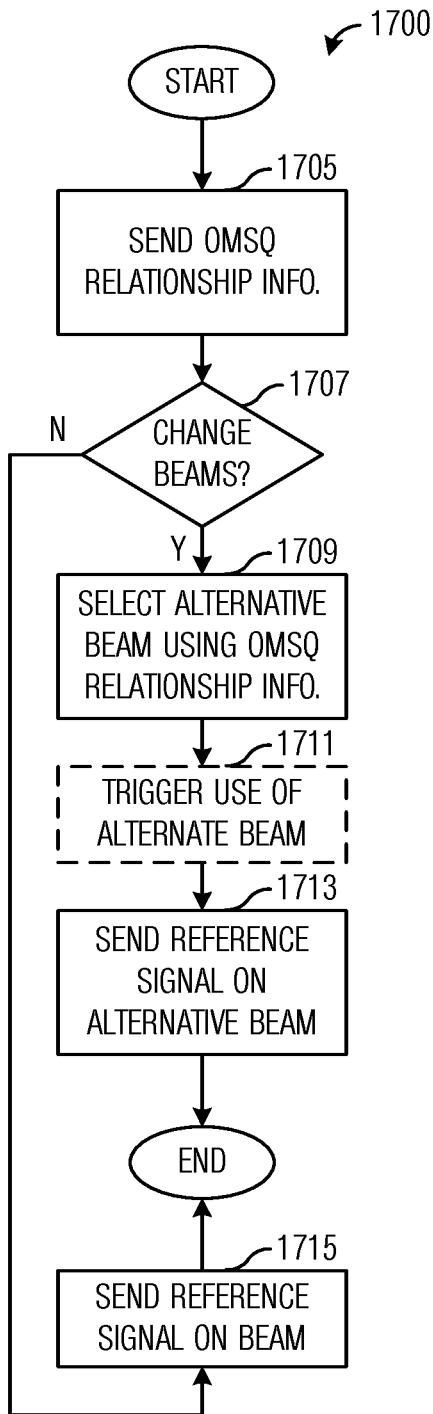 1700
START
1705
SEND OMSQ
RELATIONSHIP INFO.
1707
N
CHANGE
BEAMS?
Y
1709
SELECT ALTERNATIVE
BEAM USING OMSQ
RELATIONSHIP INFO.
1711
TRIGGER USE OF
ALTERNATE BEAM
1713
SEND REFERENCE
SIGNAL ON
ALTERNATIVE BEAM
END
1715
SEND REFERENCE
SIGNAL ON BEAM